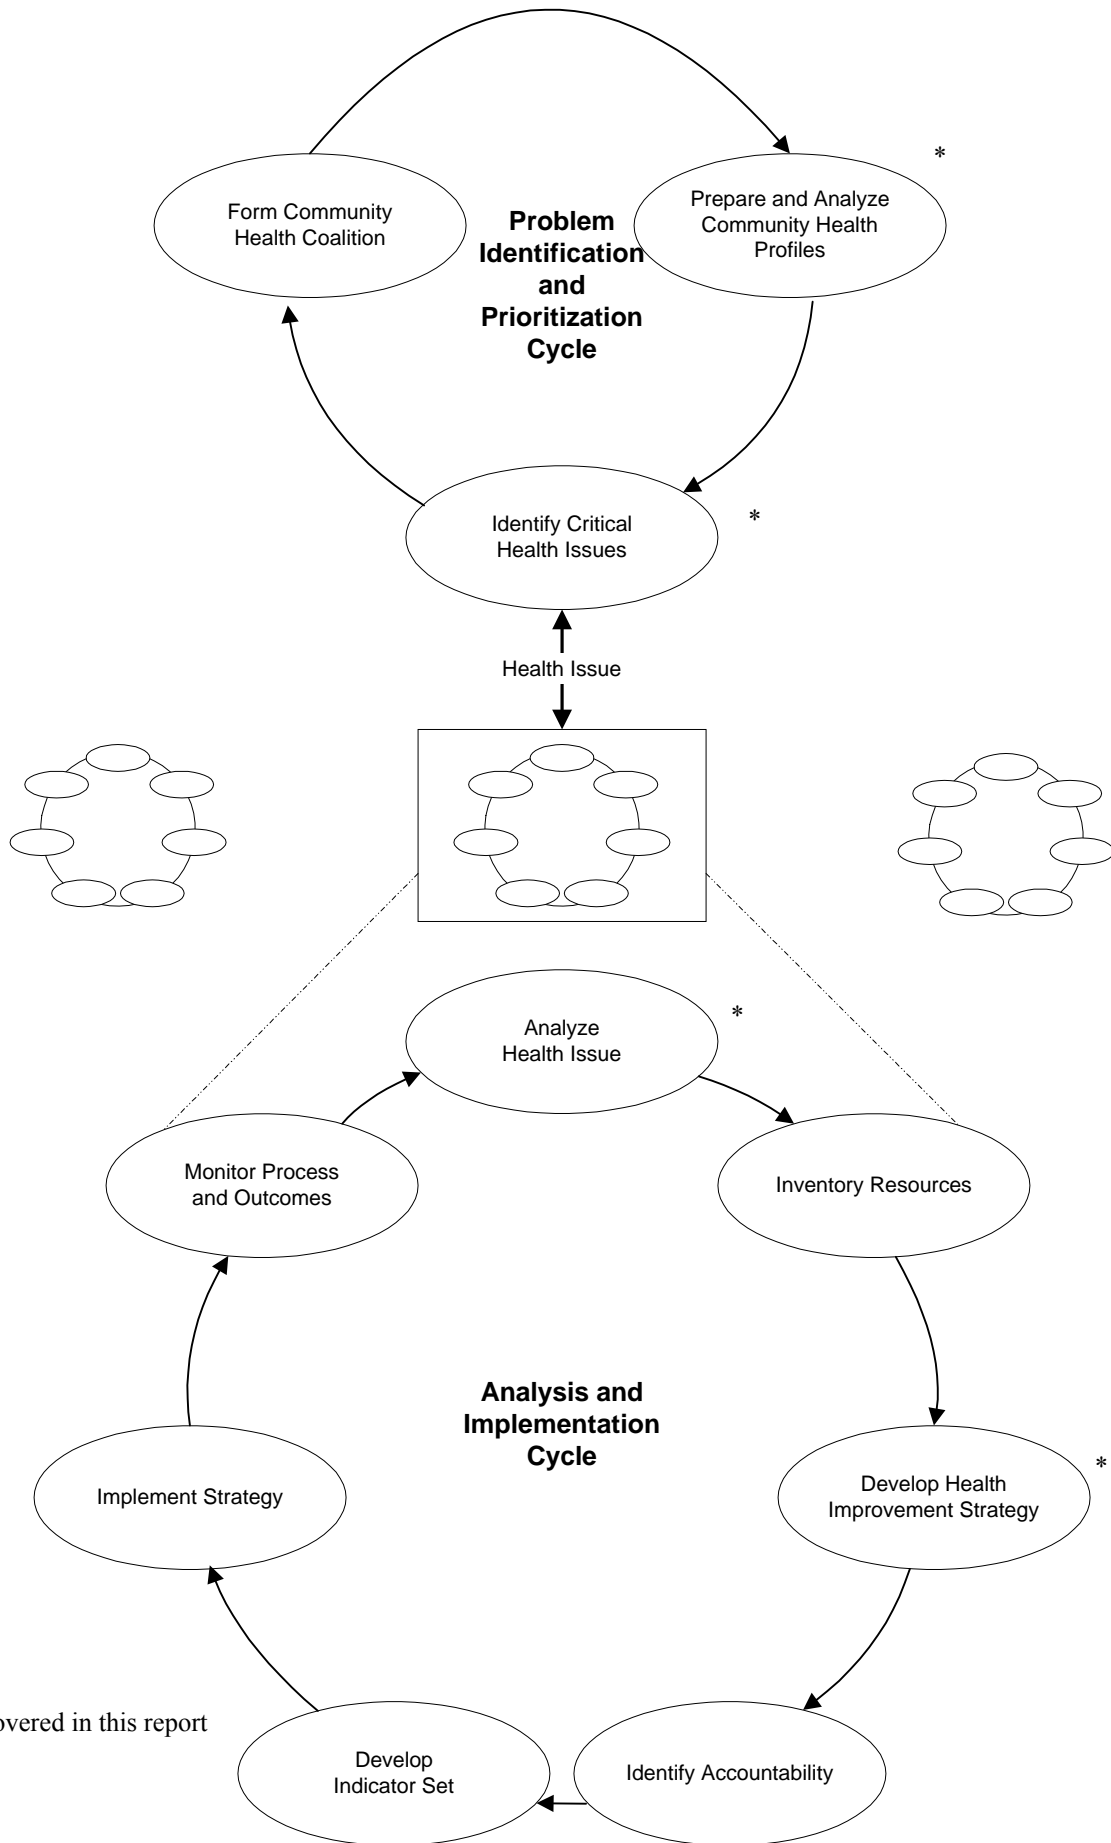 *
Form Community
Health Coalition
Problem
Identification
and
Prioritization
Cycle
Prepare and Analyze
Community Health
Profiles
Identify Critical
Health Issues
*
Health Issue
Analyze
Health Issue
*
Monitor Process
and Outcomes
Inventory Resources
Analysis and
Implementation
Cycle
Implement Strategy
Develop Health
Improvement Strategy
*
in this report
Develop
Indicator Set
Identify Accountability